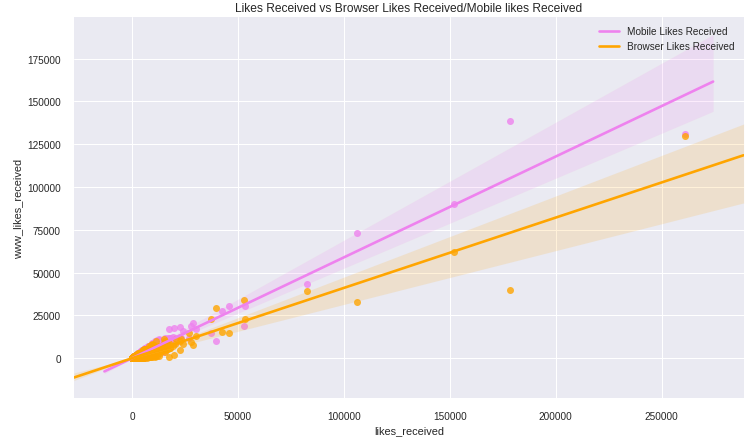 Likes Received vs Browser Likes Received/Mobile likes Received
Mobile Likes Received
Browser Likes Received
175000
150000
125000
100000
75000
50000
25000
0
www_likes_received
0 50000 100000 150000 200000 250000
likes_received